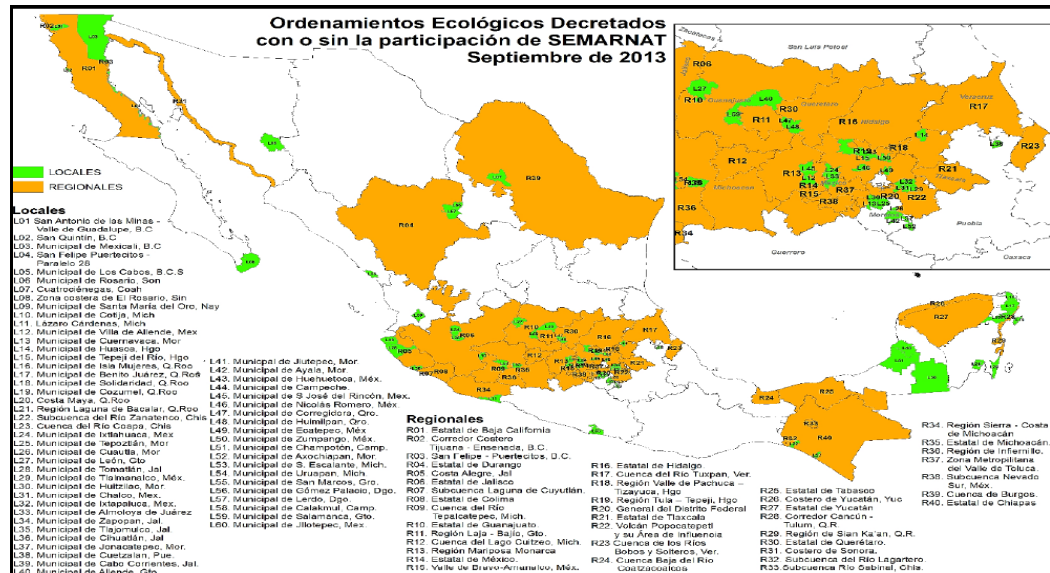 Ordenamientos Ecológicos Decretados
con o sin la participación de SEMARNAT
Septiembre de 2013
LOCALES
REGIONALES
Locales
L01 San Antonio de las Minas -
Valle de Guadalupe, B.C
L02. San Quintín, B.C
L03. Municipal de Mexicali, B.C
L04. San Felipe Puertecitos -
Paralelo 28
L05. Municipal de Los Cabos, B.C.S
L06. Municipal de Rosario, Son
L07. Cuatrociénegas, Coah
L08. Zona costera de El Rosario, Sin
L09. Municipal de Santa María del Oro, Nay
L10. Municipal de Cotija, Mich
L11. Lázaro Cárdenas, Mich
L12. Municipal de Villa de Allende, Mex
L13 Municipal de Cuernavaca, Mor
L14 Municipal de Huasca, Hgo
L15. Municipal de Tepeji del Río, Hgo
L16. Municipal de Isla Mujeres, Q.Roo
L17. Municipal de Benito Juárez, Q Roo
L18. Municipal de Solidaridad, Q.Roo
L19. Municipal de Cozumel, Q.Roo
L20. Costa Maya, Q.Roo
L21. Región Laguna de Bacalar, Q.Roo
L22. Subcuenca del Río Zanatenco, Chis
L23. Cuenca del Río Coapa, Chis
L24. Municipal de Ixtlahuaca, Mex
L25. Municipal de Tepoztlán, Mor
L26. Municipal de Cuautla, Mor
L27. Municipal de León, Gto
L28. Municipal de Tomatlán, Jal
L29. Municipal de Tlalmanalco, Méx
L30. Municipal de Huitzilac, Mor
L31. Municipal de Chalco, Mex.
L32. Municipal de Ixtapaluca, Mex.
L33. Municipal de Almoloya de Juárez
L34. Municipal de Zapopan, Jal.
L35. Municipal de Tlajomulco, Jal.
L36. Municipal de Cihuatlán, Jal
L37. Municipal de Jonacatepec, Mor.
L38. Municipal de Cuetzalan, Pue.
L39. Municipal de Cabo Corrientes, Jal.
L40. Municipal de Allende, Gto
L41. Municipal de Jiutepec, Mor.
L42. Municipal de Ayala, Mor.
L43. Municipal de Huehuetoca, Méx.
L44. Municipal de Campeche.
L45. Municipal de S José del Rincón, Mex.
L46. Municipal de Nicolás Romero, Méx.
L47. Municipal de Corregidora, Qro.
L48 Municipal de Huimilpan, Qro.
L49. Municipal de Ecatepec, Méx
L50. Municipal de Zumpango, Méx.
L51. Municipal de Champotón, Camp.
L52. Municipal de Axochiapan, Mor
L53. Municipal de S. Escalante, Mich.
L54. Municipal de Uruapan, Mich
L55. Municipal de San Marcos, Gro.
L56. Municipal de Gómez Palacio, Dgo.
L57. Municipal de Lerdo, Dgo.
L58. Municipal de Calakmul, Camp.
L59. Municipal de Salamanca, Gto.
L60. Municipal de Jilotepec, Mex.
Regionales
R01. Estatal de Baja California
R02. Corredor Costero
Tijuana - Ensenada, B.C.
R03. San Felipe - Puertecitos, B.C.
R04. Estatal de Durango
R05. Costa Alegre, Jal
R06. Estatal de Jalisco
R07. Subcuenca Laguna de Cuyutlán.
R08. Estatal de Colima
R09. Cuenca del Río
Tepalcatepec, Mich.
R10. Estatal de Guanajuato.
R11. Región Laja - Bajío, Gto.
R12. Cuenca del Lago Cuitzeo, Mich.
R13. Región Mariposa Monarca
R14. Estatal de México.
R15. Valle de Bravo-Amanalco, Méx.
R16. Estatal de Hidalgo
R17. Cuenca del Río Tuxpan, Ver.
R18. Región Valle de Pachuca –
Tizayuca, Hgo
R19. Región Tula – Tepeji, Hgo
R20. General del Distrito Federal
R21. Estatal de Tlaxcala
R22. Volcán Popocatepetl
y su Área de Influencia
R23 Cuenca de los Ríos
Bobos y Solteros, Ver.
R24. Cuenca Baja del Río
Coatzacoalcos
R25. Estatal de Tabasco
R26. Costero de Yucatán, Yuc
R27 Estatal de Yucatán
R28. Corredor Cancún -
Tulum, Q.R
R29. Región de Sian Ka'an, Q.R.
R30. Estatal de Querétaro.
R31. Costero de Sonora.
R32. Subcuenca del Río Lagartero
R33. Subcuenca Río Sabinal, Chis.
R34. Región Sierra - Costa
de Michoacán
R35. Estatal de Michoacán.
R36. Región de Infiernillo.
R37. Zona Metropolitana
del Valle de Toluca.
R38. Subcuenca Nevado
Sur, Méx.
R39. Cuenca de Burgos.
R40. Estatal de Chiapas